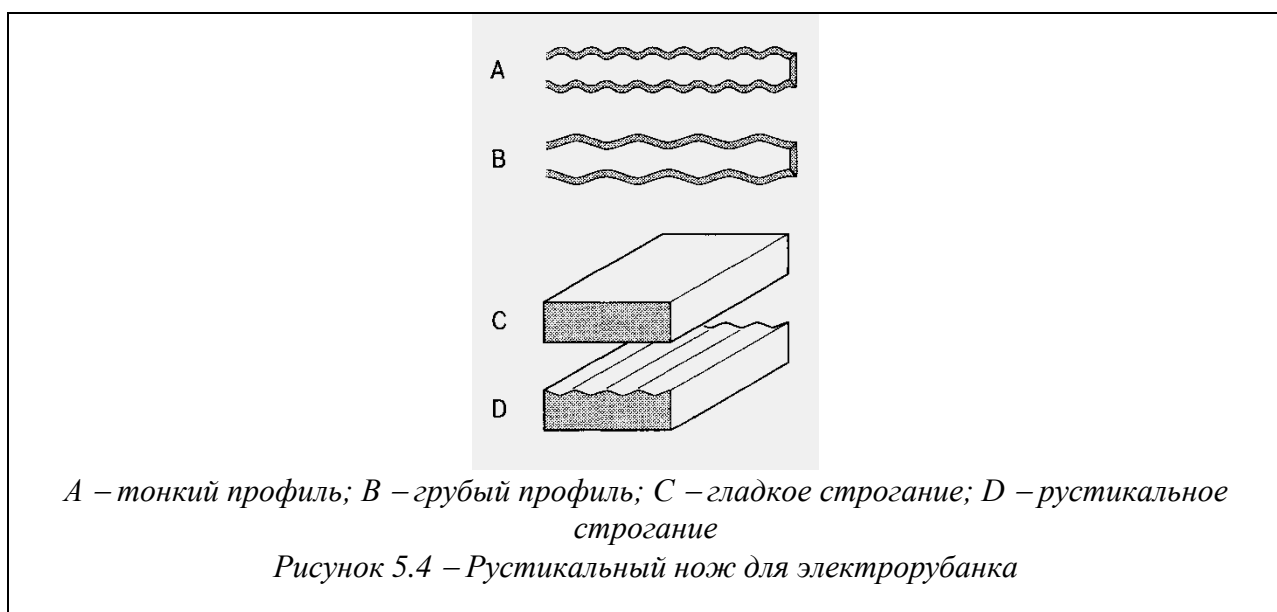 A
B
C
D
А – тонкий профиль; В – грубый профиль; С – гладкое строгание; D – рустикальное
строгание
Рисунок 5.4 – Рустикальный нож для электрорубанка